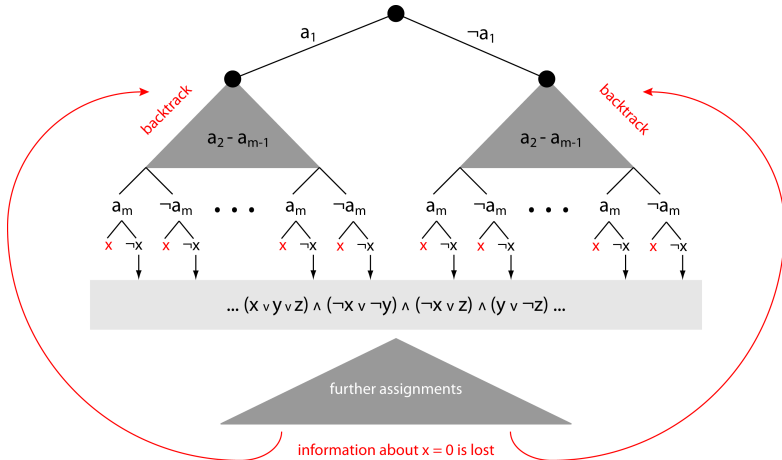 a₁ ¬a₁
backtrack backtrack
a₂ - aₘ₋₁ a₂ - aₘ₋₁
aₘ ¬aₘ • • • aₘ ¬aₘ aₘ ¬aₘ • • • aₘ ¬aₘ
x ¬x x ¬x x ¬x x ¬x x ¬x x ¬x x ¬x x ¬x
... (x ∨ y ∨ z) ∧ (¬x ∨ ¬y) ∧ (¬x ∨ z) ∧ (y ∨ ¬z) ...
further assignments
information about x = 0 is lost